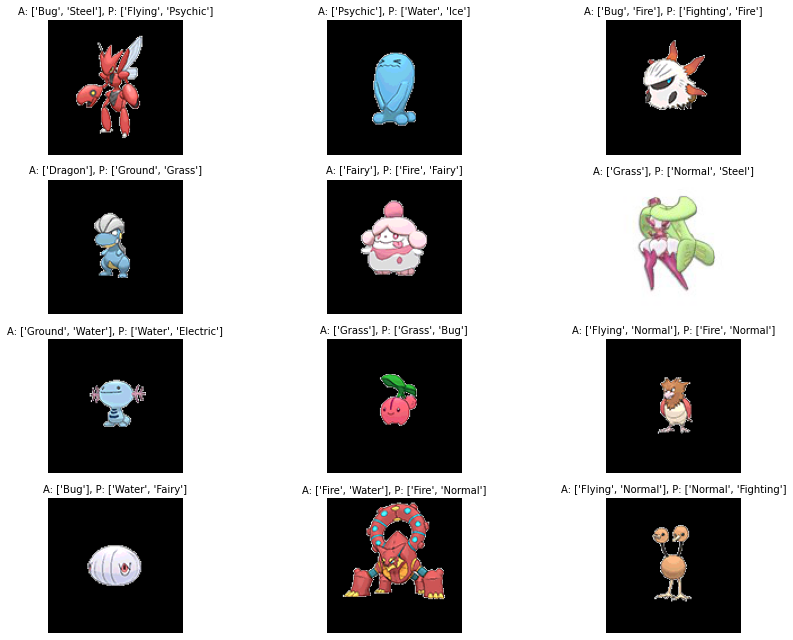 A: ['Bug', 'Steel'], P: ['Flying', 'Psychic']
A: ['Psychic'], P: ['Water', 'Ice']
A: ['Bug', 'Fire'], P: ['Fighting', 'Fire']
A: ['Dragon'], P: ['Ground', 'Grass']
A: ['Fairy'], P: ['Fire', 'Fairy']
A: ['Grass'], P: ['Normal', 'Steel']
A: ['Ground', 'Water'], P: ['Water', 'Electric']
A: ['Grass'], P: ['Grass', 'Bug']
A: ['Flying', 'Normal'], P: ['Fire', 'Normal']
A: ['Bug'], P: ['Water', 'Fairy']
A: ['Fire', 'Water'], P: ['Fire', 'Normal']
A: ['Flying', 'Normal'], P: ['Normal', 'Fighting']